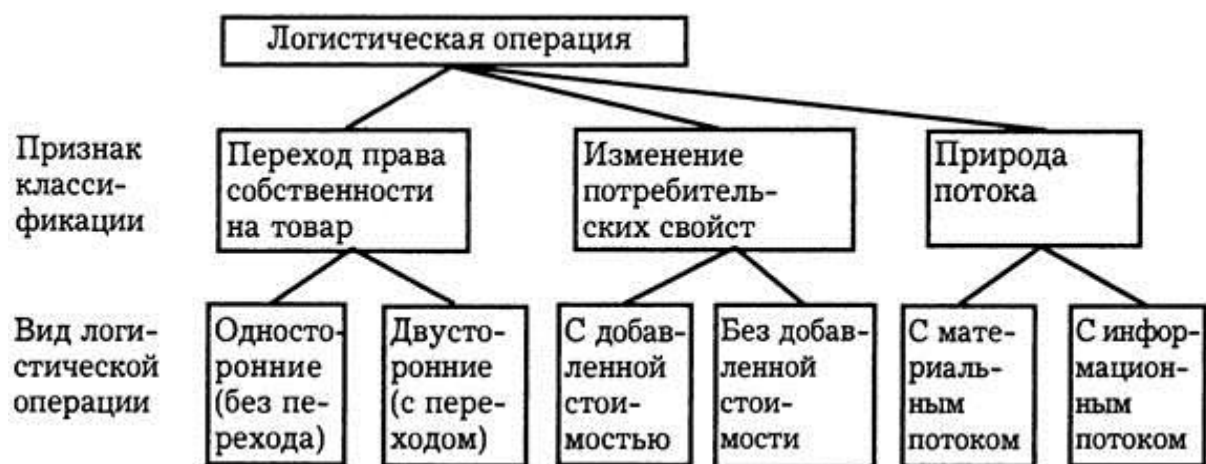 Логистическая операция
Признак
класси-
фикации
Переход права
собственности
на товар
Изменение
потребитель-
ских свойст
Природа
потока
Вид логи-
стической
операции
Односто-
ронние
(без пе-
рехода)
Двусто-
ронние
(с пере-
ходом)
С добав-
ленной
стои-
мостью
Без добав-
ленной
стои-
мости
С мате-
риаль-
ным
потоком
С инфор-
мацион-
ным
потоком